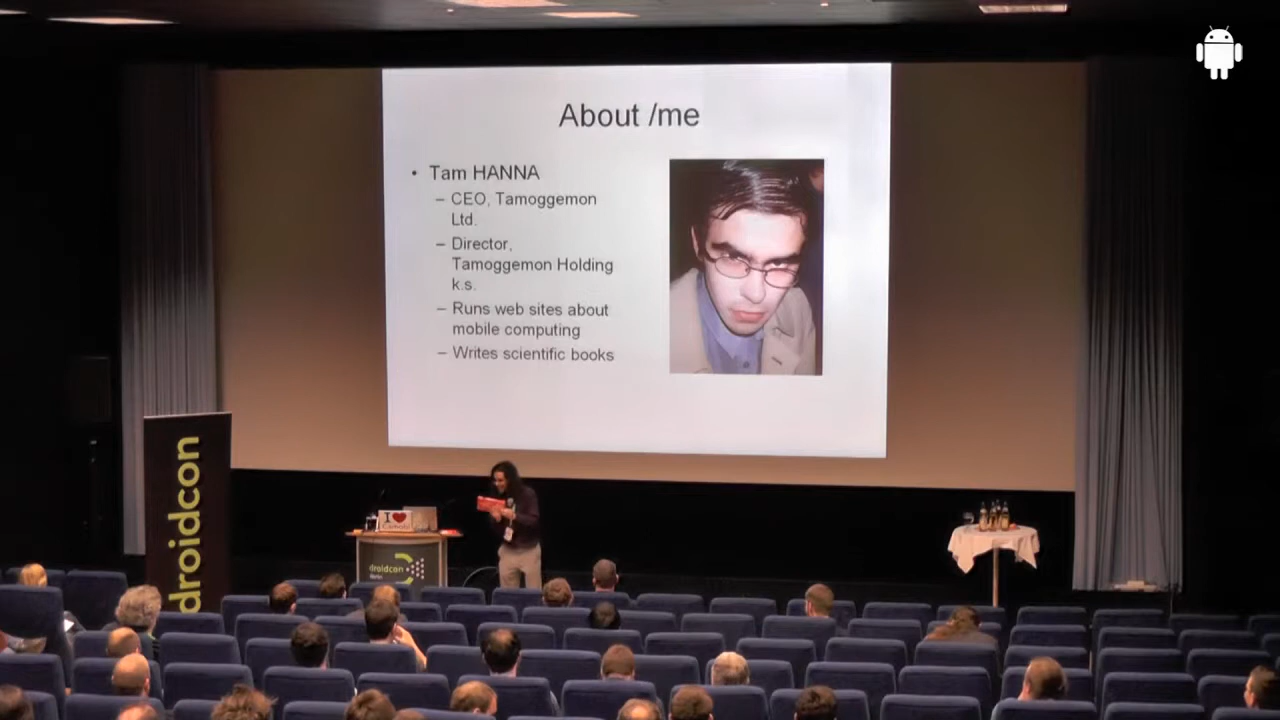 About /me
• Tam HANNA
– CEO, Tamoggemon
Ltd.
– Director,
Tamoggemon Holding
k.s.
– Runs web sites about
mobile computing
– Writes scientific books
droidcon
I ❤
droidcon